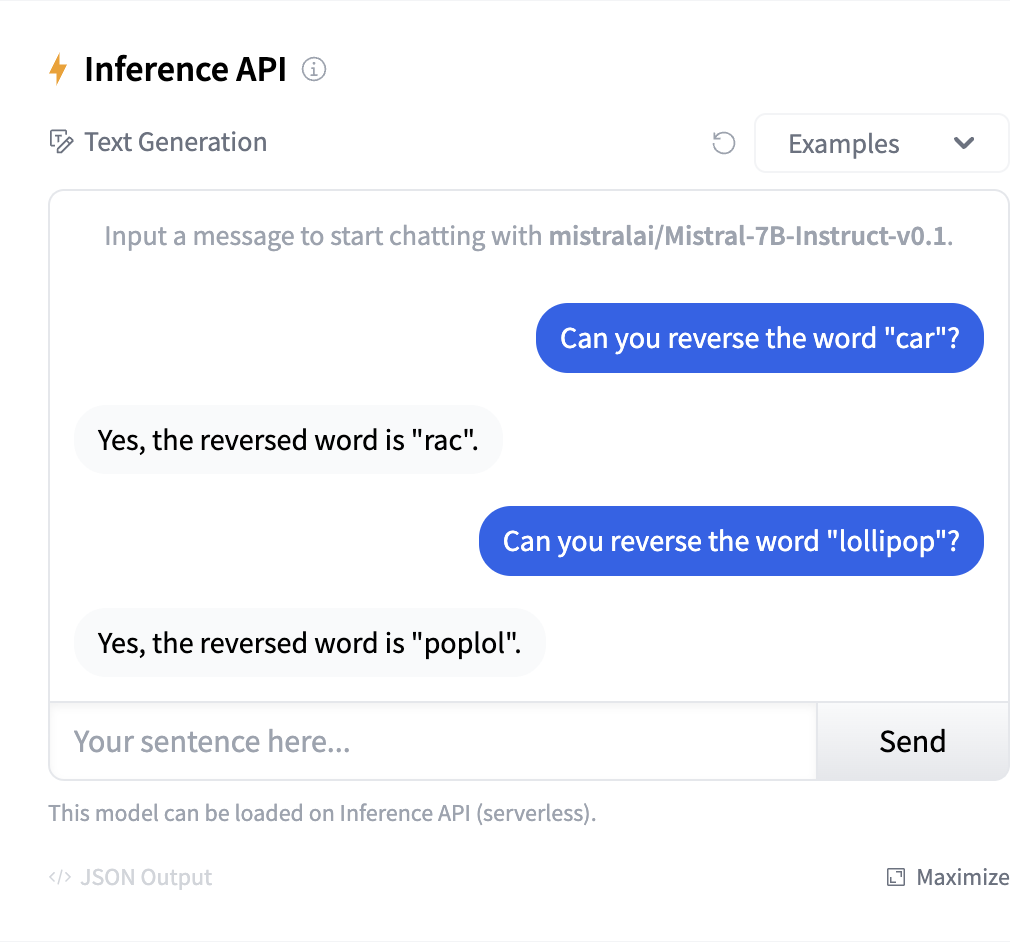 Inference API
Text Generation
Examples
Input a message to start chatting with mistralai/Mistral-7B-Instruct-v0.1.
Can you reverse the word "car"?
Yes, the reversed word is "rac".
Can you reverse the word "lollipop"?
Yes, the reversed word is "poplol".
Your sentence here...
Send
This model can be loaded on Inference API (serverless).
</> JSON Output
Maximize